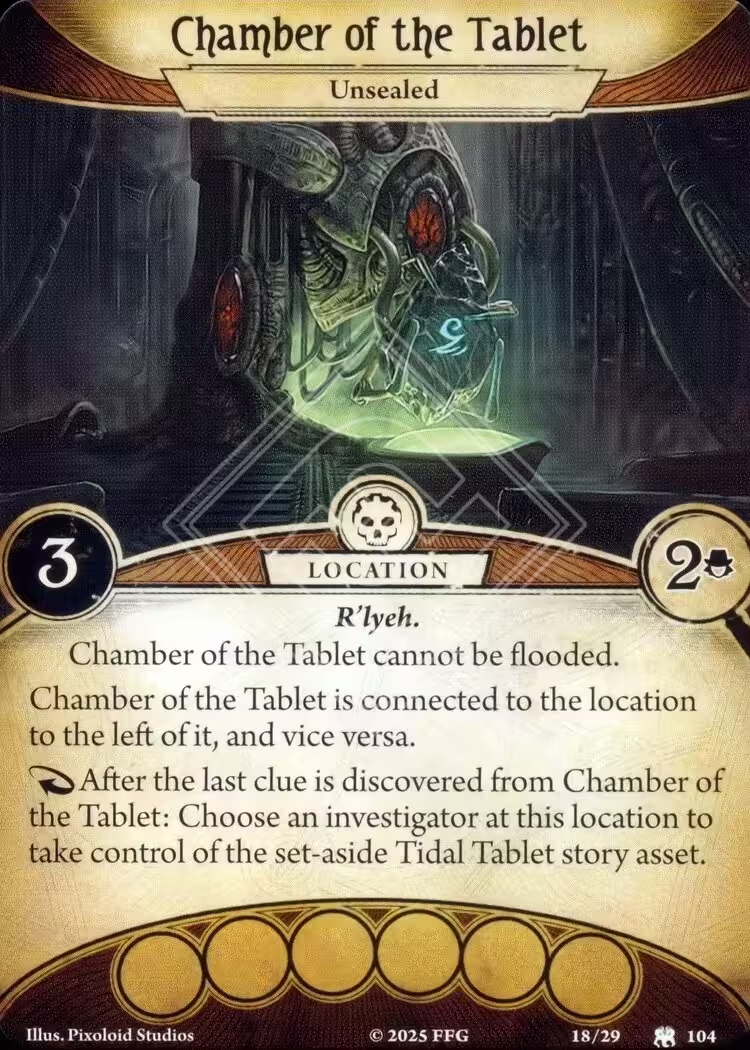 Chamber of the Tablet
Unsealed
3
LOCATION
2
R'lyeh.
Chamber of the Tablet cannot be flooded.
Chamber of the Tablet is connected to the location
to the left of it, and vice versa.
After the last clue is discovered from Chamber of
the Tablet: Choose an investigator at this location to
take control of the set-aside Tidal Tablet story asset.
Illus. Pixoloid Studios
© 2025 FFG
18/29
104